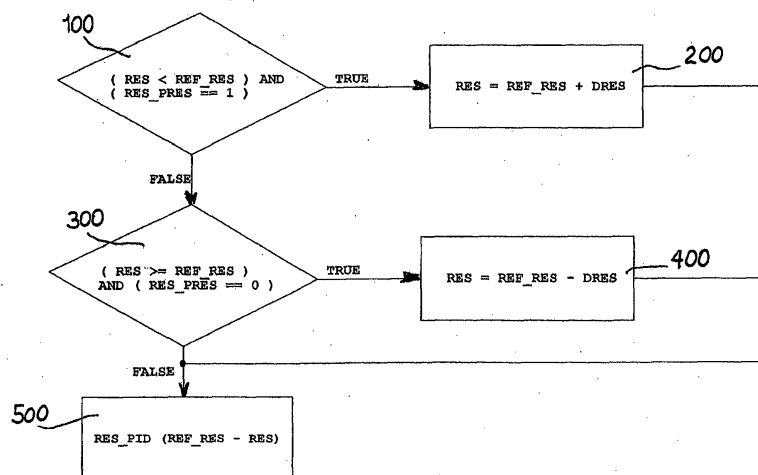 100
( RES < REF_RES ) AND
( RES_PRES == 1 )
TRUE
RES = REF_RES + DRES
200
FALSE
300
( RES >= REF_RES )
AND ( RES_PRES == 0 )
TRUE
RES = REF_RES - DRES
400
FALSE
500
RES_PID (REF_RES - RES)